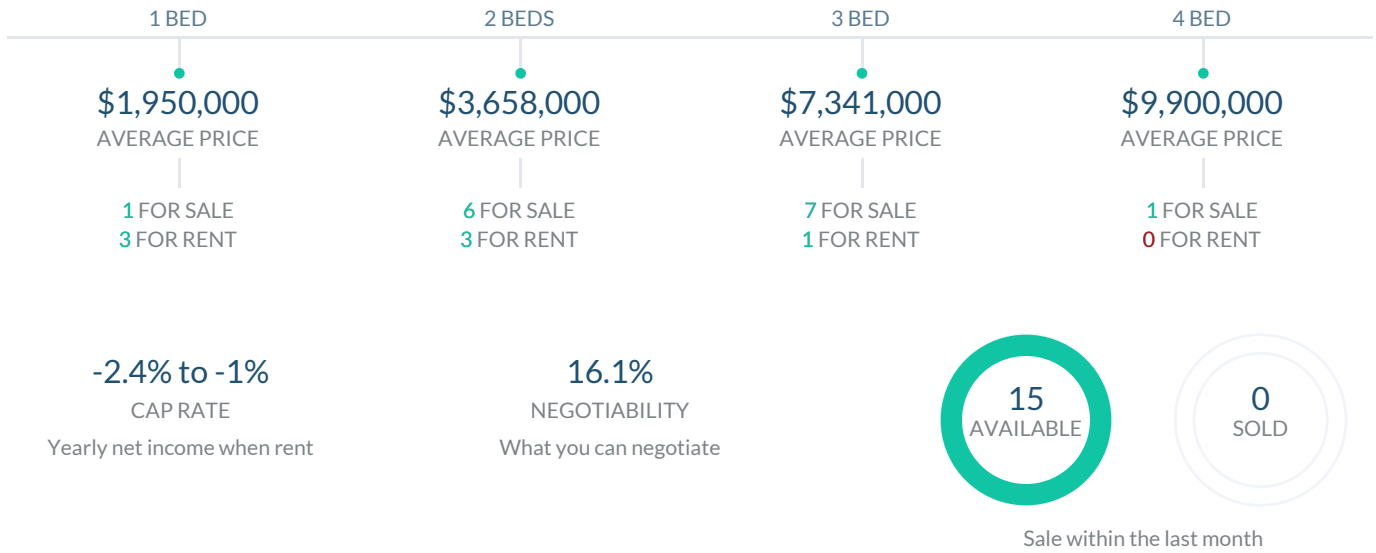 1 BED
2 BEDS
3 BED
4 BED
$1,950,000
$3,658,000
$7,341,000
$9,900,000
AVERAGE PRICE
AVERAGE PRICE
AVERAGE PRICE
AVERAGE PRICE
1 FOR SALE
6 FOR SALE
7 FOR SALE
1 FOR SALE
3 FOR RENT
3 FOR RENT
1 FOR RENT
0 FOR RENT
-2.4% to -1%
CAP RATE
Yearly net income when rent
16.1%
NEGOTIABILITY
What you can negotiate
15
AVAILABLE
0
SOLD
Sale within the last month